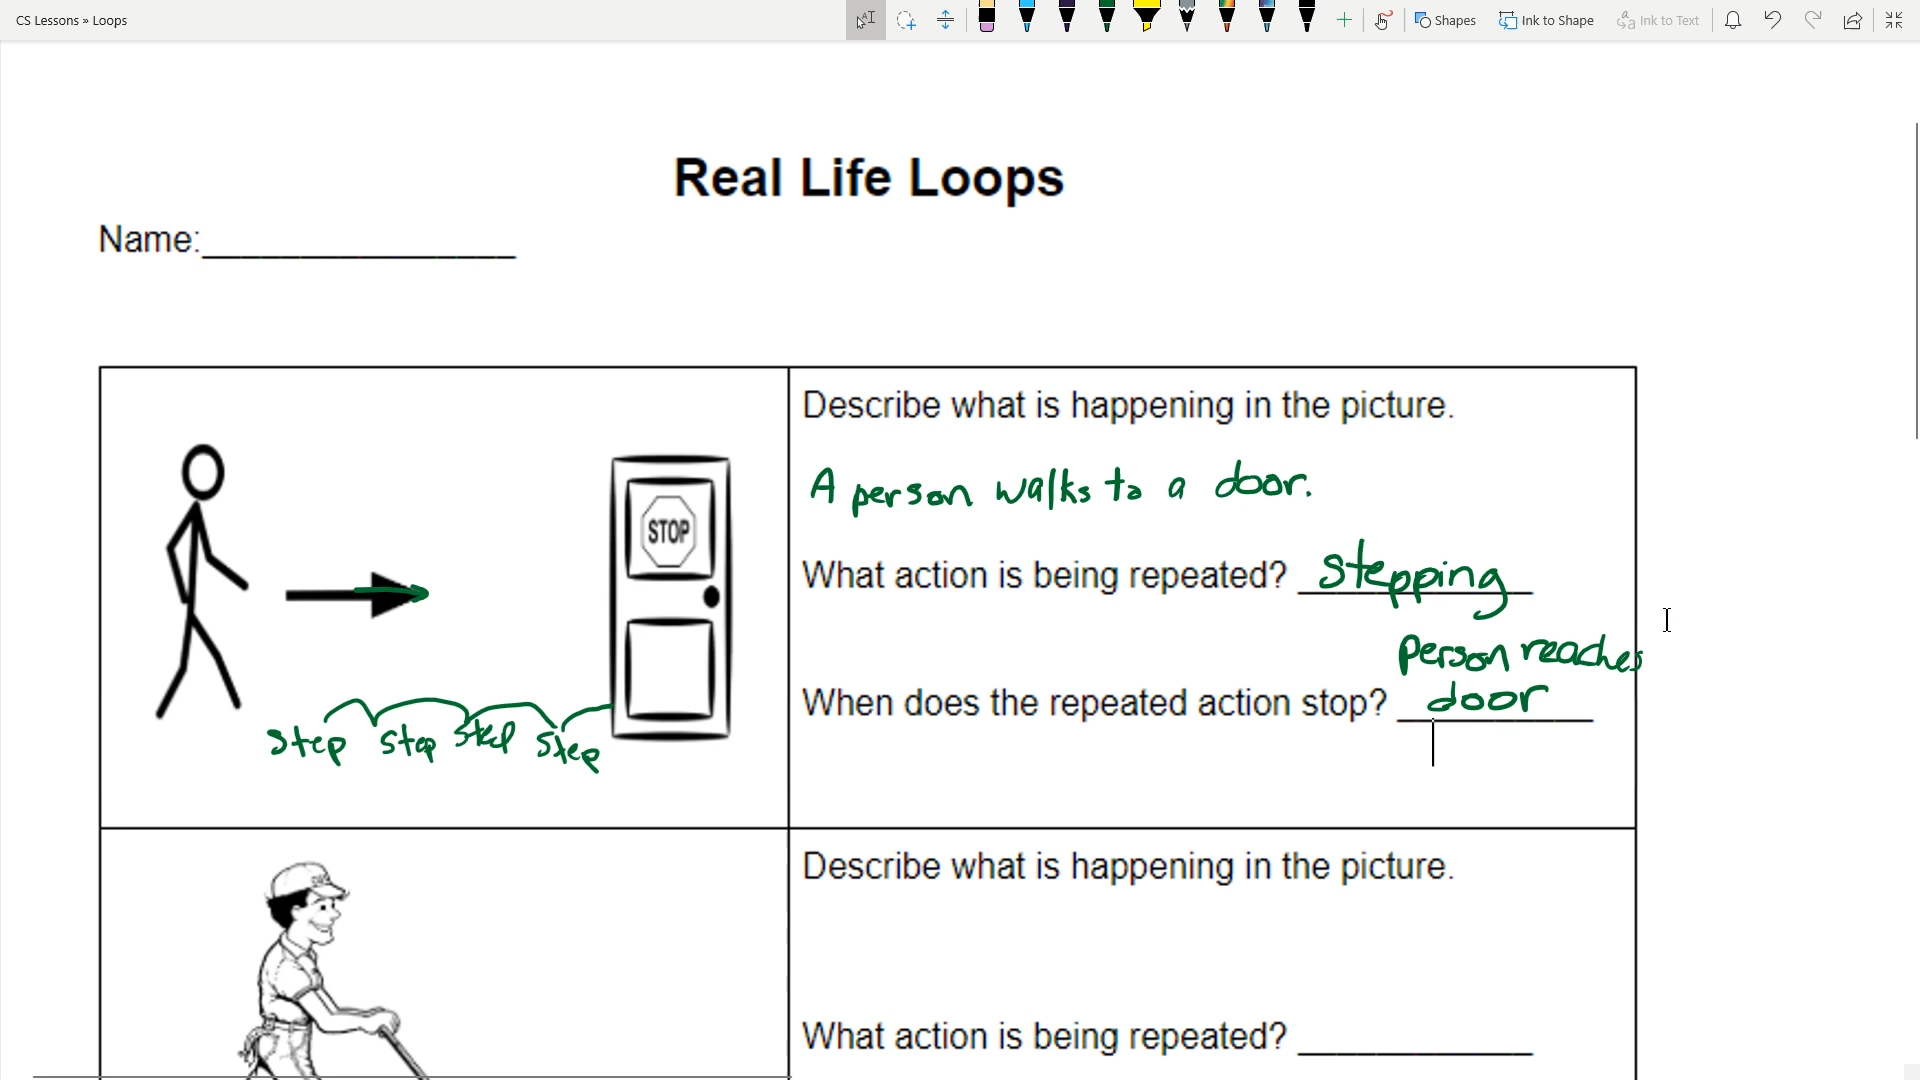 CS Lessons » Loops
Shapes
Ink to Shape
Ink to Text
Real Life Loops
Name:________________
STOP
step step step step
Describe what is happening in the picture.
A person walks to a door.
What action is being repeated? stepping
person reaches
When does the repeated action stop? door
Describe what is happening in the picture.
What action is being repeated? ____________